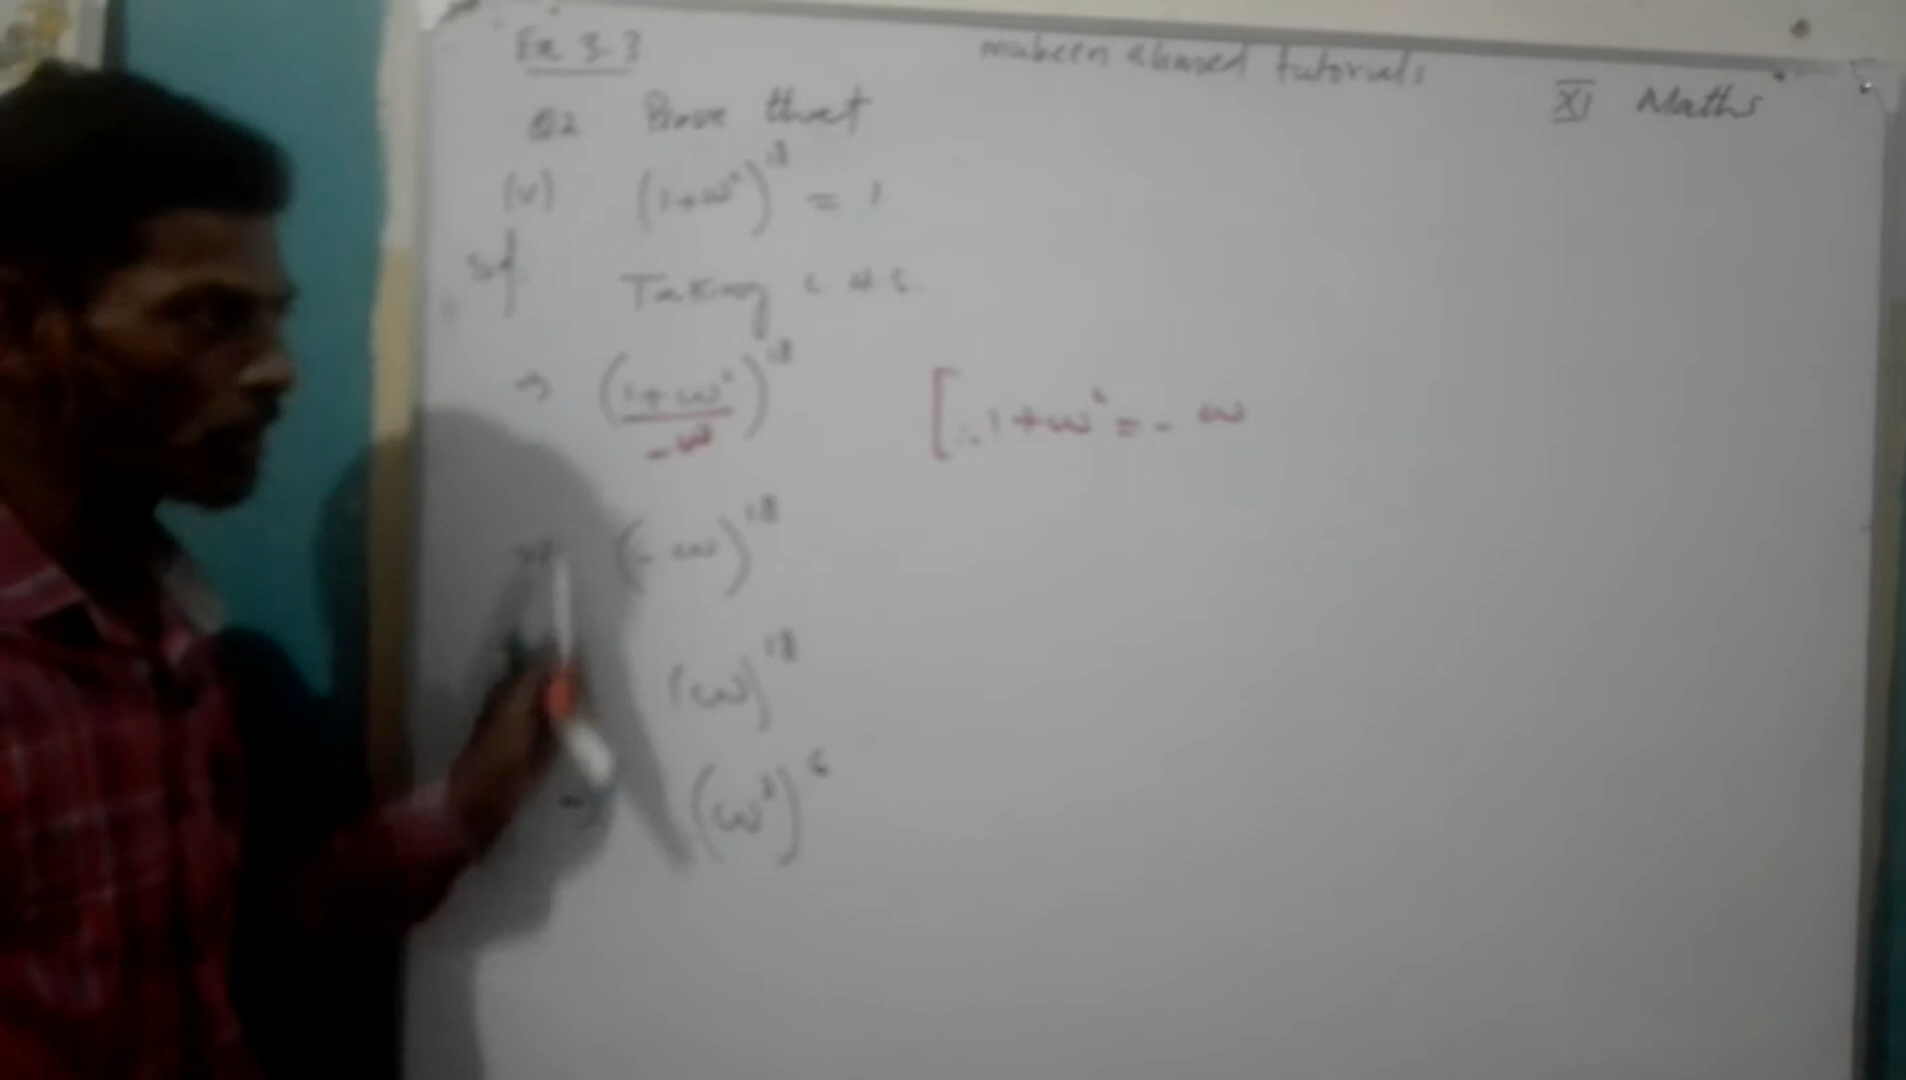 Ex 3.3
mubeen ahmed tutorials
XI Maths
Q2 Prove that
(v) (1+ω²)¹⁸ = 1
Sol.
Taking L H S.
⇒ (1+ω²)¹⁸ [∴ 1+ω² = - ω
-ω
⇒ (- ω)¹⁸
(ω)¹⁸
⇒ (ω³)⁶